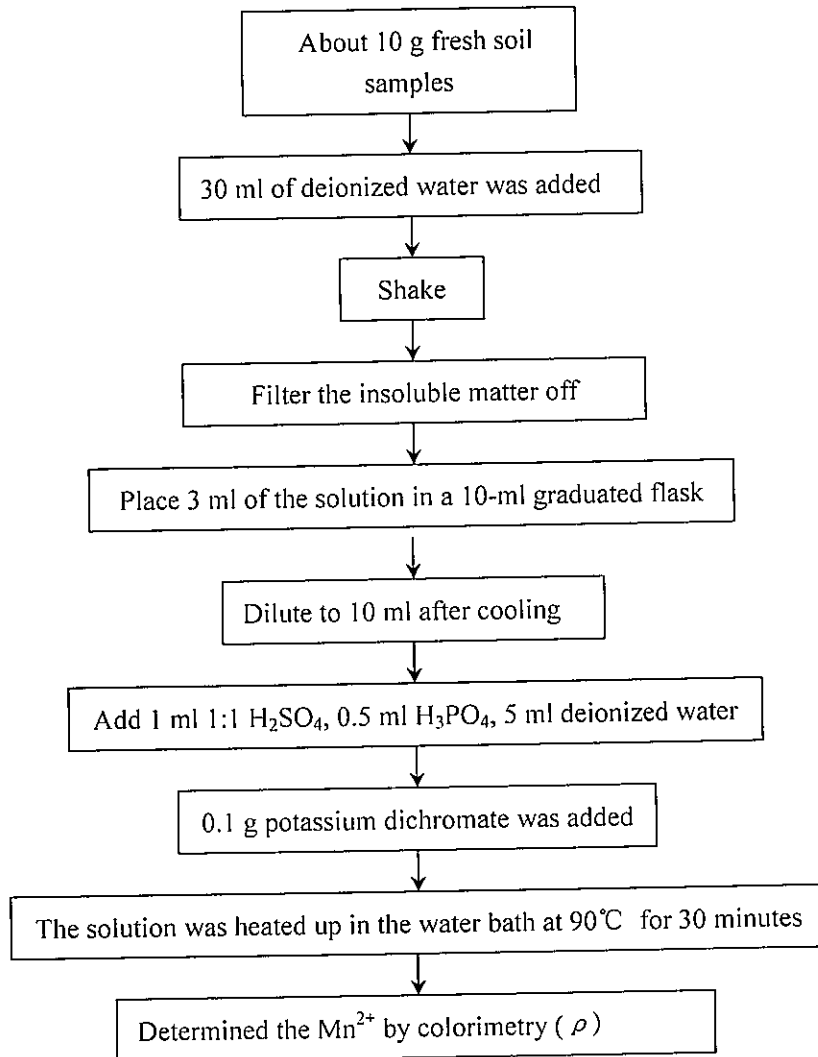 About 10 g fresh soil
samples
30 ml of deionized water was added
Shake
Filter the insoluble matter off
Place 3 ml of the solution in a 10-ml graduated flask
Dilute to 10 ml after cooling
Add 1 ml 1:1 H₂SO₄, 0.5 ml H₃PO₄, 5 ml deionized water
0.1 g potassium dichromate was added
The solution was heated up in the water bath at 90℃ for 30 minutes
Determined the Mn²⁺ by colorimetry (ρ)